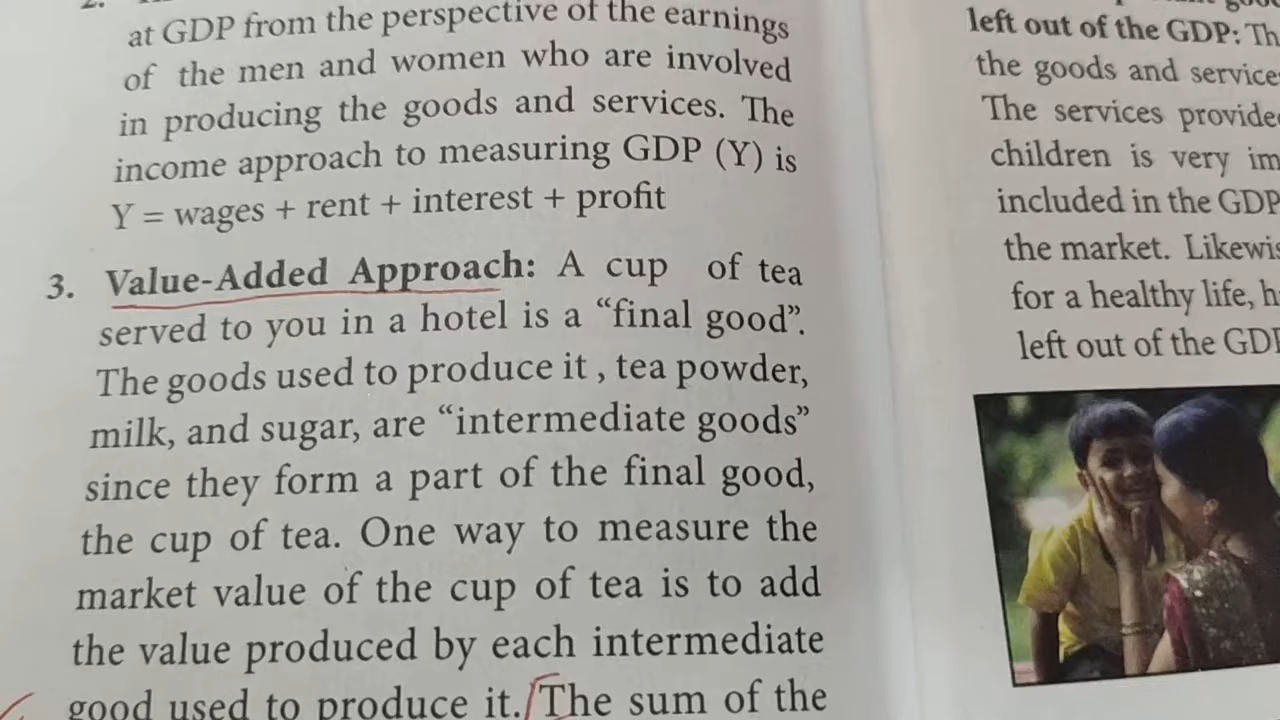 2.
at GDP from the perspective of the earnings
of the men and women who are involved
in producing the goods and services. The
income approach to measuring GDP (Y) is
Y = wages + rent + interest + profit
3. Value-Added Approach: A cup of tea
served to you in a hotel is a “final good”.
The goods used to produce it , tea powder,
milk, and sugar, are “intermediate goods”
since they form a part of the final good,
the cup of tea. One way to measure the
market value of the cup of tea is to add
the value produced by each intermediate
good used to produce it. The sum of the
left out of the GDP: Th
the goods and service
The services provide
children is very im
included in the GDP
the market. Likewis
for a healthy life, h
left out of the GD